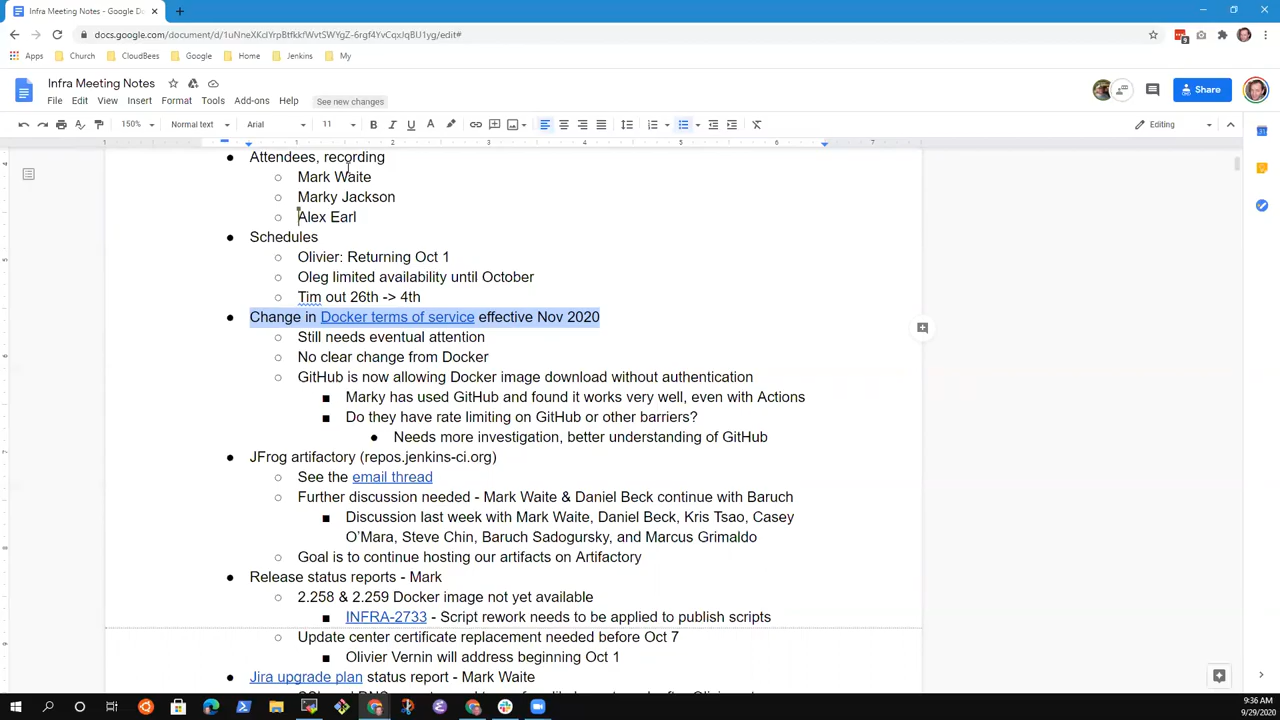 Infra Meeting Notes - Google Do
docs.google.com/document/d/1uNneXKclYrpBtfkkfWvtSWYgZ-6rgf4YvCqxJqBlJ1yg/edit#
Apps Church CloudBees Google Home Jenkins My
Infra Meeting Notes
File Edit View Insert Format Tools Add-ons Help See new changes
Share
150% Normal text Arial 11 Editing
1 1 2 3 4 5 6 7
Attendees, recording
Mark Waite
Marky Jackson
Alex Earl
Schedules
Olivier: Returning Oct 1
Oleg limited availability until October
Tim out 26th -> 4th
Change in Docker terms of service effective Nov 2020
Still needs eventual attention
No clear change from Docker
GitHub is now allowing Docker image download without authentication
Marky has used GitHub and found it works very well, even with Actions
Do they have rate limiting on GitHub or other barriers?
Needs more investigation, better understanding of GitHub
JFrog artifactory (repos.jenkins-ci.org)
See the email thread
Further discussion needed - Mark Waite & Daniel Beck continue with Baruch
Discussion last week with Mark Waite, Daniel Beck, Kris Tsao, Casey
O’Mara, Steve Chin, Baruch Sadogursky, and Marcus Grimaldo
Goal is to continue hosting our artifacts on Artifactory
Release status reports - Mark
2.258 & 2.259 Docker image not yet available
INFRA-2733 - Script rework needs to be applied to publish scripts
Update center certificate replacement needed before Oct 7
Olivier Vernin will address beginning Oct 1
Jira upgrade plan status report - Mark Waite
9:36 AM
9/29/2020